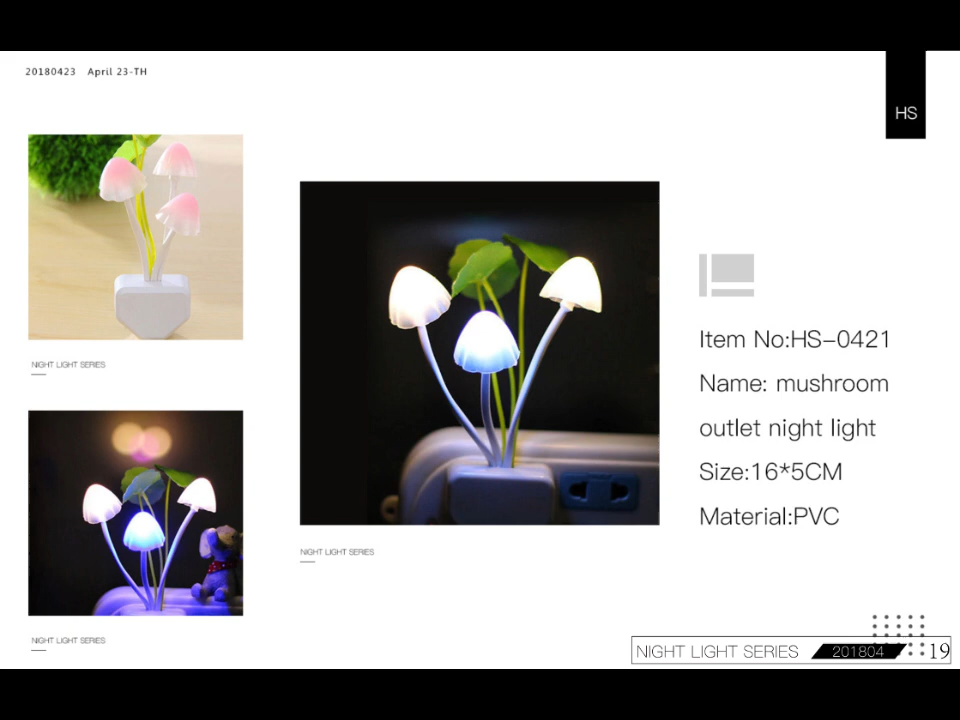 20180423 April 23-TH
HS
NIGHT LIGHT SERIES
NIGHT LIGHT SERIES
NIGHT LIGHT SERIES
Item No:HS-0421
Name: mushroom
outlet night light
Size:16*5CM
Material:PVC
NIGHT LIGHT SERIES 201804 19